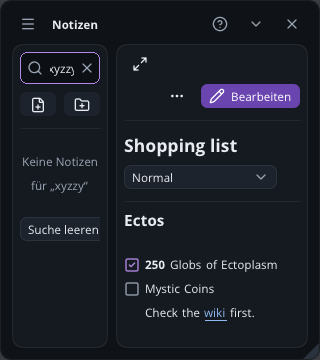 Notizen
xyzzy
Keine Notizen
für „xyzzy“
Suche leeren
Bearbeiten
Shopping list
Normal
Ectos
250 Globs of Ectoplasm
Mystic Coins
Check the wiki first.